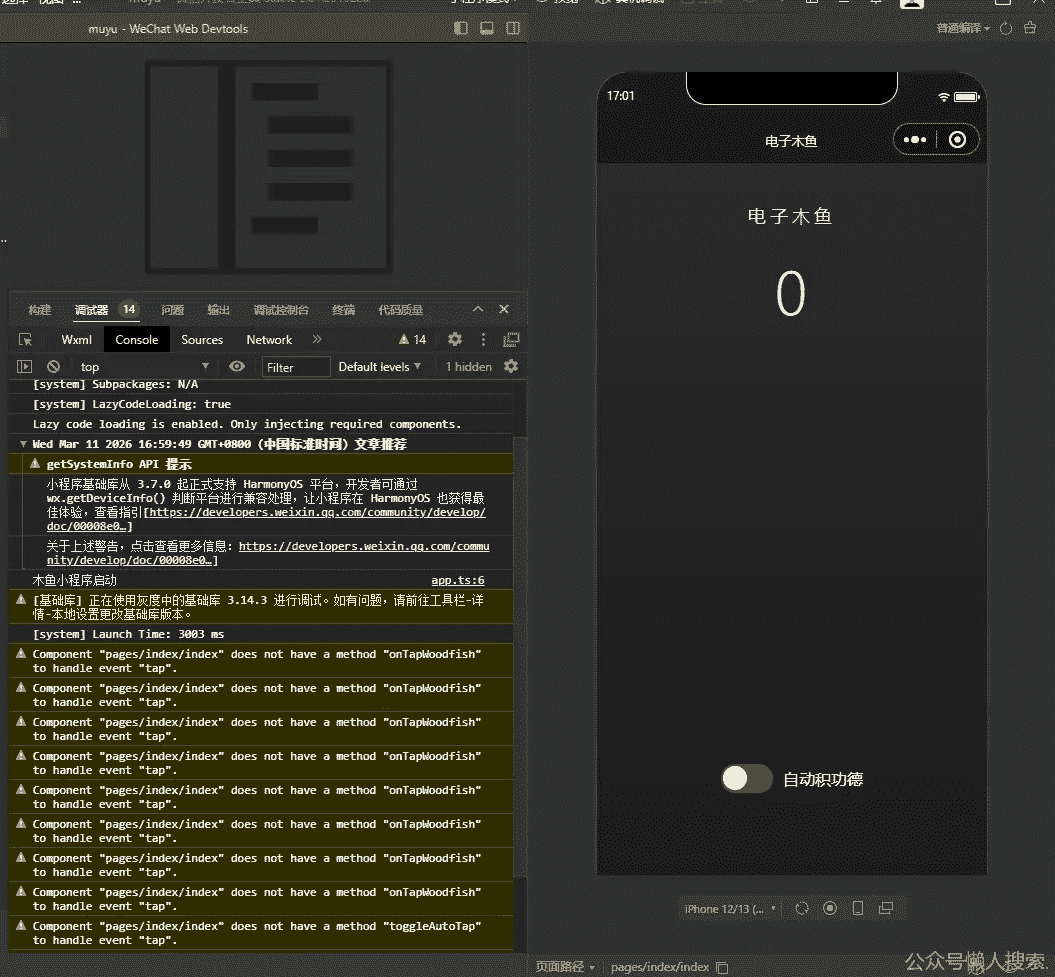 muyu - WeChat Web Devtools
普通编译
构建 调试器 14 问题 输出 调试控制台 终端 代码质量
Wxml Console Sources Network 14
top Filter Default levels 1 hidden
[system] Subpackages: N/A
[system] LazyCodeLoading: true
Lazy code loading is enabled. Only injecting required components.
Wed Mar 11 2026 16:59:49 GMT+0800 (中国标准时间) 文章推荐
getSystemInfo API 提示
小程序基础库从 3.7.0 起正式支持 HarmonyOS 平台，开发者可通过
wx.getDeviceInfo() 判断平台进行兼容处理，让小程序在 HarmonyOS 也获得最
佳体验，查看指引[https://developers.weixin.qq.com/community/develop/
doc/00008e0…]
关于上述警告，点击查看更多信息: https://developers.weixin.qq.com/commu
nity/develop/doc/00008e0…]
木鱼小程序启动 app.ts:6
[基础库] 正在使用灰度中的基础库 3.14.3 进行调试。如有问题，请前往工具栏-详
情-本地设置更改基础库版本。
[system] Launch Time: 3003 ms
Component "pages/index/index" does not have a method "onTapWoodfish"
to handle event "tap".
Component "pages/index/index" does not have a method "onTapWoodfish"
to handle event "tap".
Component "pages/index/index" does not have a method "onTapWoodfish"
to handle event "tap".
Component "pages/index/index" does not have a method "onTapWoodfish"
to handle event "tap".
Component "pages/index/index" does not have a method "onTapWoodfish"
to handle event "tap".
Component "pages/index/index" does not have a method "onTapWoodfish"
to handle event "tap".
Component "pages/index/index" does not have a method "onTapWoodfish"
to handle event "tap".
Component "pages/index/index" does not have a method "onTapWoodfish"
to handle event "tap".
Component "pages/index/index" does not have a method "toggleAutoTap"
to handle event "tap".
17:01
电子木鱼
电子木鱼
0
自动积功德
iPhone 12/13 (...
页面路径 pages/index/index
公众号懒人搜索